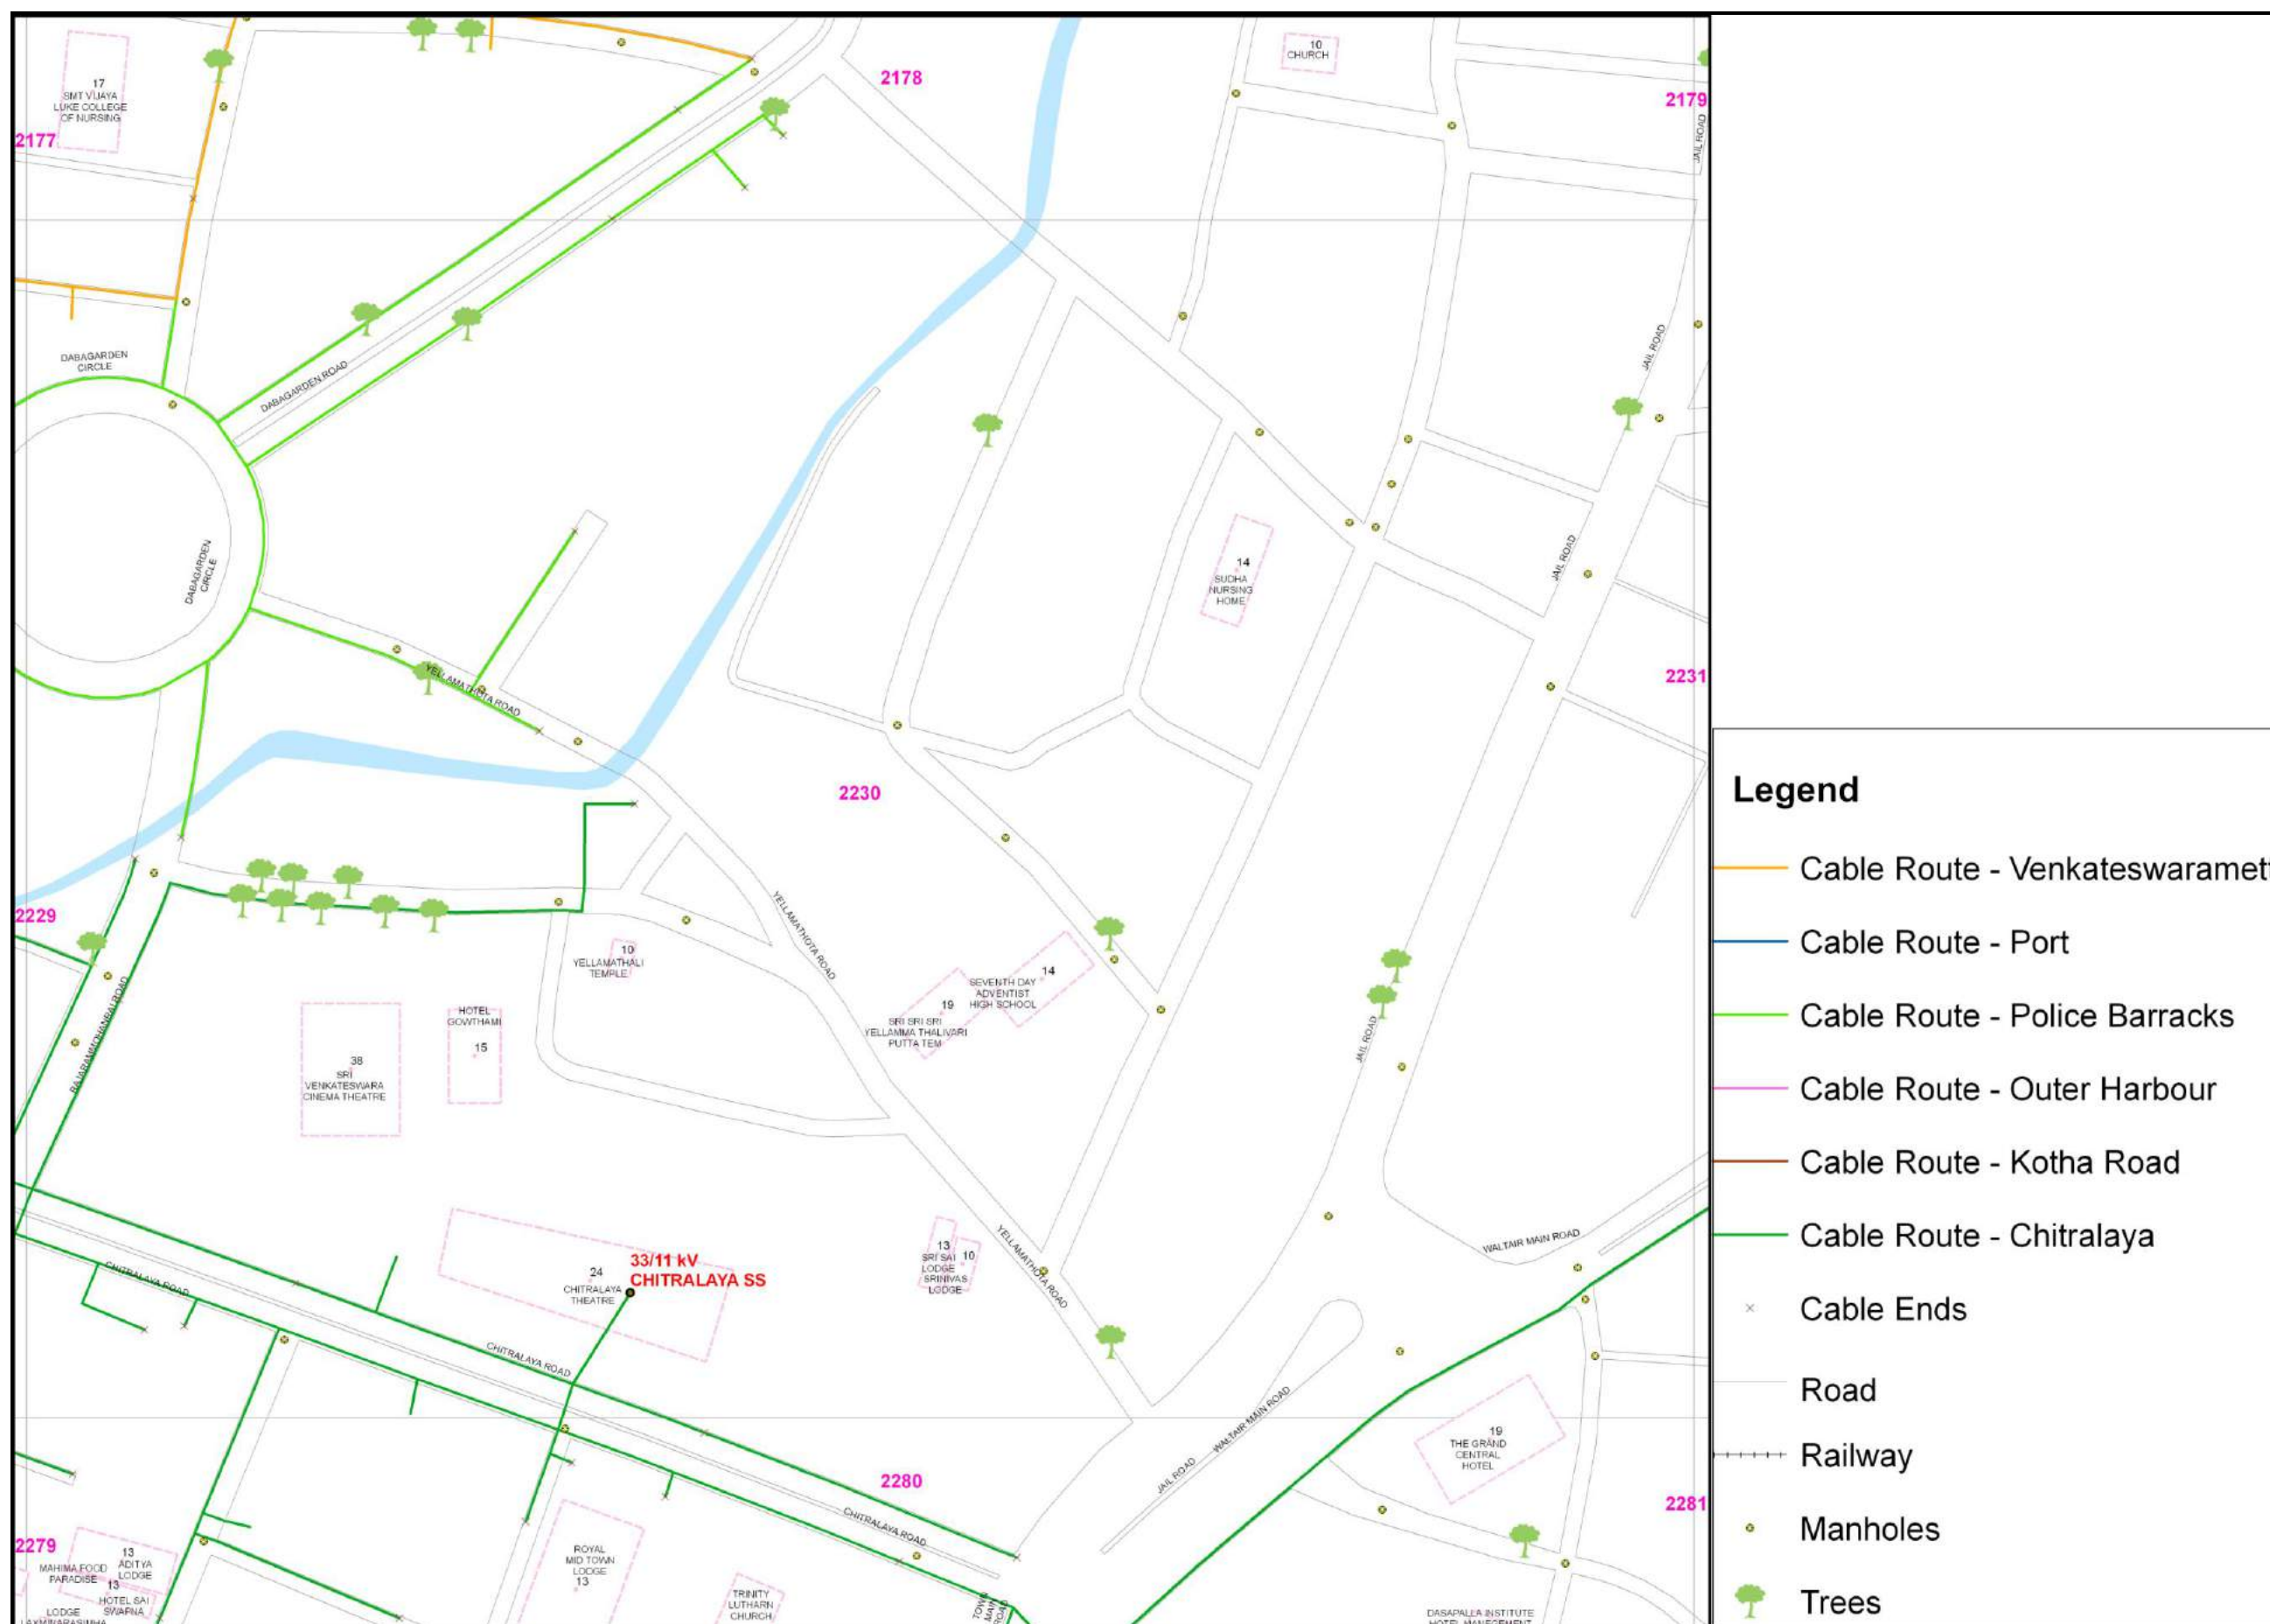 2178
10
CHURCH
2179
JAIL ROAD
17
SMT VIJAYA
LUKE COLLEGE
OF NURSING
2177
DABAGARDEN
CIRCLE
DABAGARDEN ROAD
JAIL ROAD
DABAGARDEN
CIRCLE
14
SUDHA
NURSING
HOME
JAIL ROAD
YELLAMATHOTA ROAD
2231
2230
2229
YELLAMATHOTA ROAD
10
YELLAMATHALI
TEMPLE
14
SEVENTH DAY
ADVENTIST
HIGH SCHOOL
19
SRI SRI SRI
YELLAMMA THALIVARI
PUTTA TEM
RAJARAMMOHANRAI ROAD
HOTEL
GOWTHAMI
15
38
SRI
VENKATESWARA
CINEMA THEATRE
JAIL ROAD
WALTAIR MAIN ROAD
13
SRI SAI
LODGE
10
SRINIVAS
LODGE
YELLAMATHOTA ROAD
33/11 kV
CHITRALAYA SS
24
CHITRALAYA
THEATRE
CHITRALAYA ROAD
CHITRALAYA ROAD
WALTAIR MAIN ROAD
JAIL ROAD
19
THE GRAND
CENTRAL
HOTEL
2280
2281
CHITRALAYA ROAD
2279
13
ADITYA
LODGE
MAHIMA FOOD
PARADISE
13
HOTEL SAI
SWAPNA
LODGE
ROYAL
MID TOWN
LODGE
13
TRINITY
LUTHARN
CHURCH
TOWN
MAIN
ROAD
DASAPALLA INSTITUTE
Legend
Cable Route - Venkateswaramett
Cable Route - Port
Cable Route - Police Barracks
Cable Route - Outer Harbour
Cable Route - Kotha Road
Cable Route - Chitralaya
Cable Ends
Road
Railway
Manholes
Trees